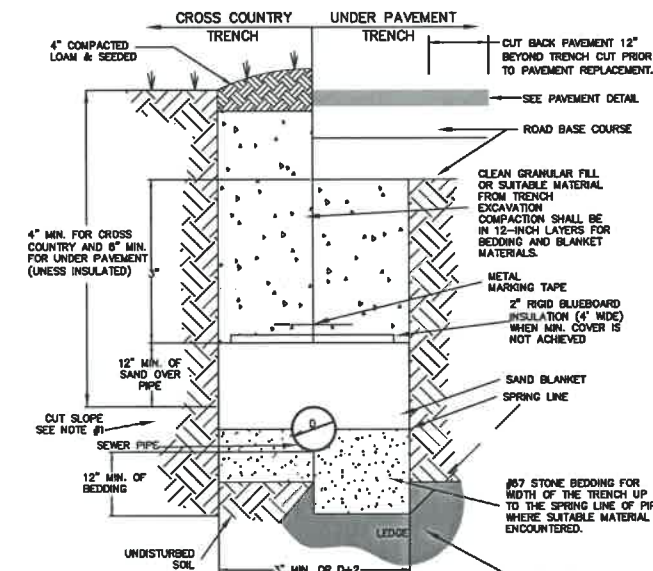 CROSS COUNTRY
TRENCH
UNDER PAVEMENT
TRENCH
4" COMPACTED
LOAM & SEEDED
CUT BACK PAVEMENT 12"
BEYOND TRENCH CUT PRIOR
TO PAVEMENT REPLACEMENT.
SEE PAVEMENT DETAIL
ROAD BASE COURSE
CLEAN GRANULAR FILL
OR SUITABLE MATERIAL
FROM TRENCH
EXCAVATION
COMPACTION SHALL BE
IN 12-INCH LAYERS FOR
BEDDING AND BLANKET
MATERIALS.
4" MIN. FOR CROSS
COUNTRY AND 6" MIN.
FOR UNDER PAVEMENT
(UNESS INSULATED)
3"
METAL
MARKING TAPE
2" RIGID BLUEBOARD
INSULATION (4' WIDE)
WHEN MIN. COVER IS
NOT ACHIEVED
12" MIN. OF
SAND OVER
PIPE
SAND BLANKET
SPRING LINE
CUT SLOPE
SEE NOTE #1
D
SEWER PIPE
12" MIN. OF
BEDDING
#67 STONE BEDDING FOR
WIDTH OF THE TRENCH UP
TO THE SPRING LINE OF PIP
WHERE SUITABLE MATERIAL
ENCOUNTERED.
LEDGE
UNDISTURBED
SOIL
3" MIN. OR D+2